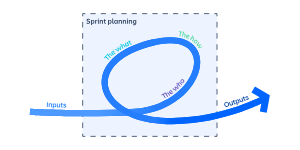 Sprint planning
The what
The how
The who
Inputs
Outputs